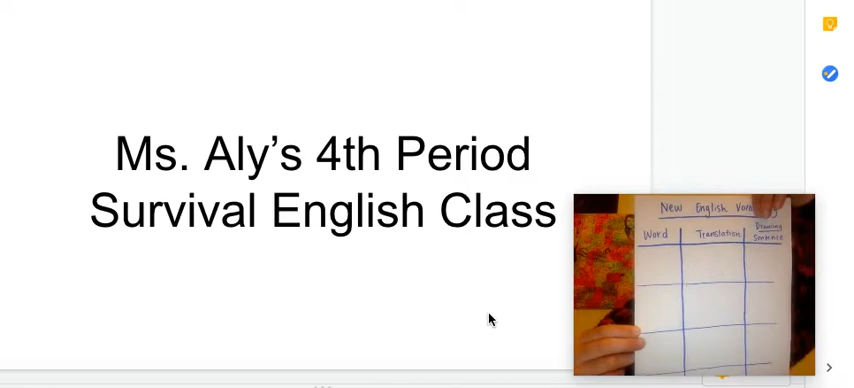 Ms. Aly’s 4th Period
Survival English Class
New English
Word Translation Drawing
Sentence